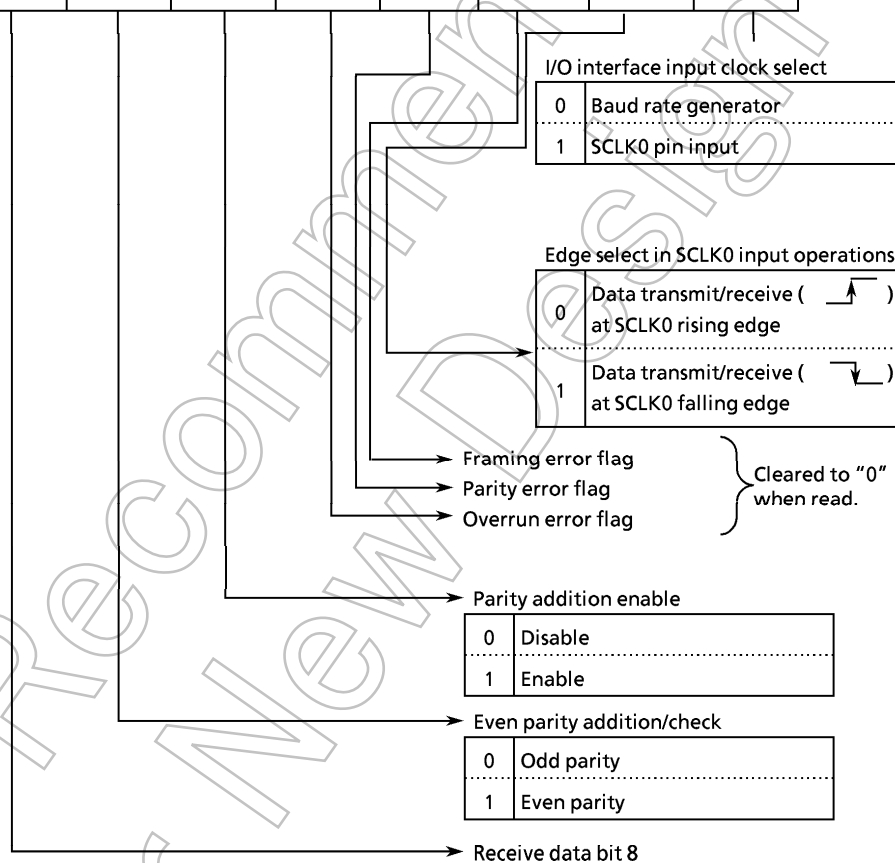 I/O interface input clock select
0 Baud rate generator
1 SCLK0 pin input
Edge select in SCLK0 input operations
0 Data transmit/receive ( )
at SCLK0 rising edge
1 Data transmit/receive ( )
at SCLK0 falling edge
Framing error flag
Parity error flag
Overrun error flag
Cleared to “0”
when read.
Parity addition enable
0 Disable
1 Enable
Even parity addition/check
0 Odd parity
1 Even parity
Receive data bit 8
Recommen
New Design